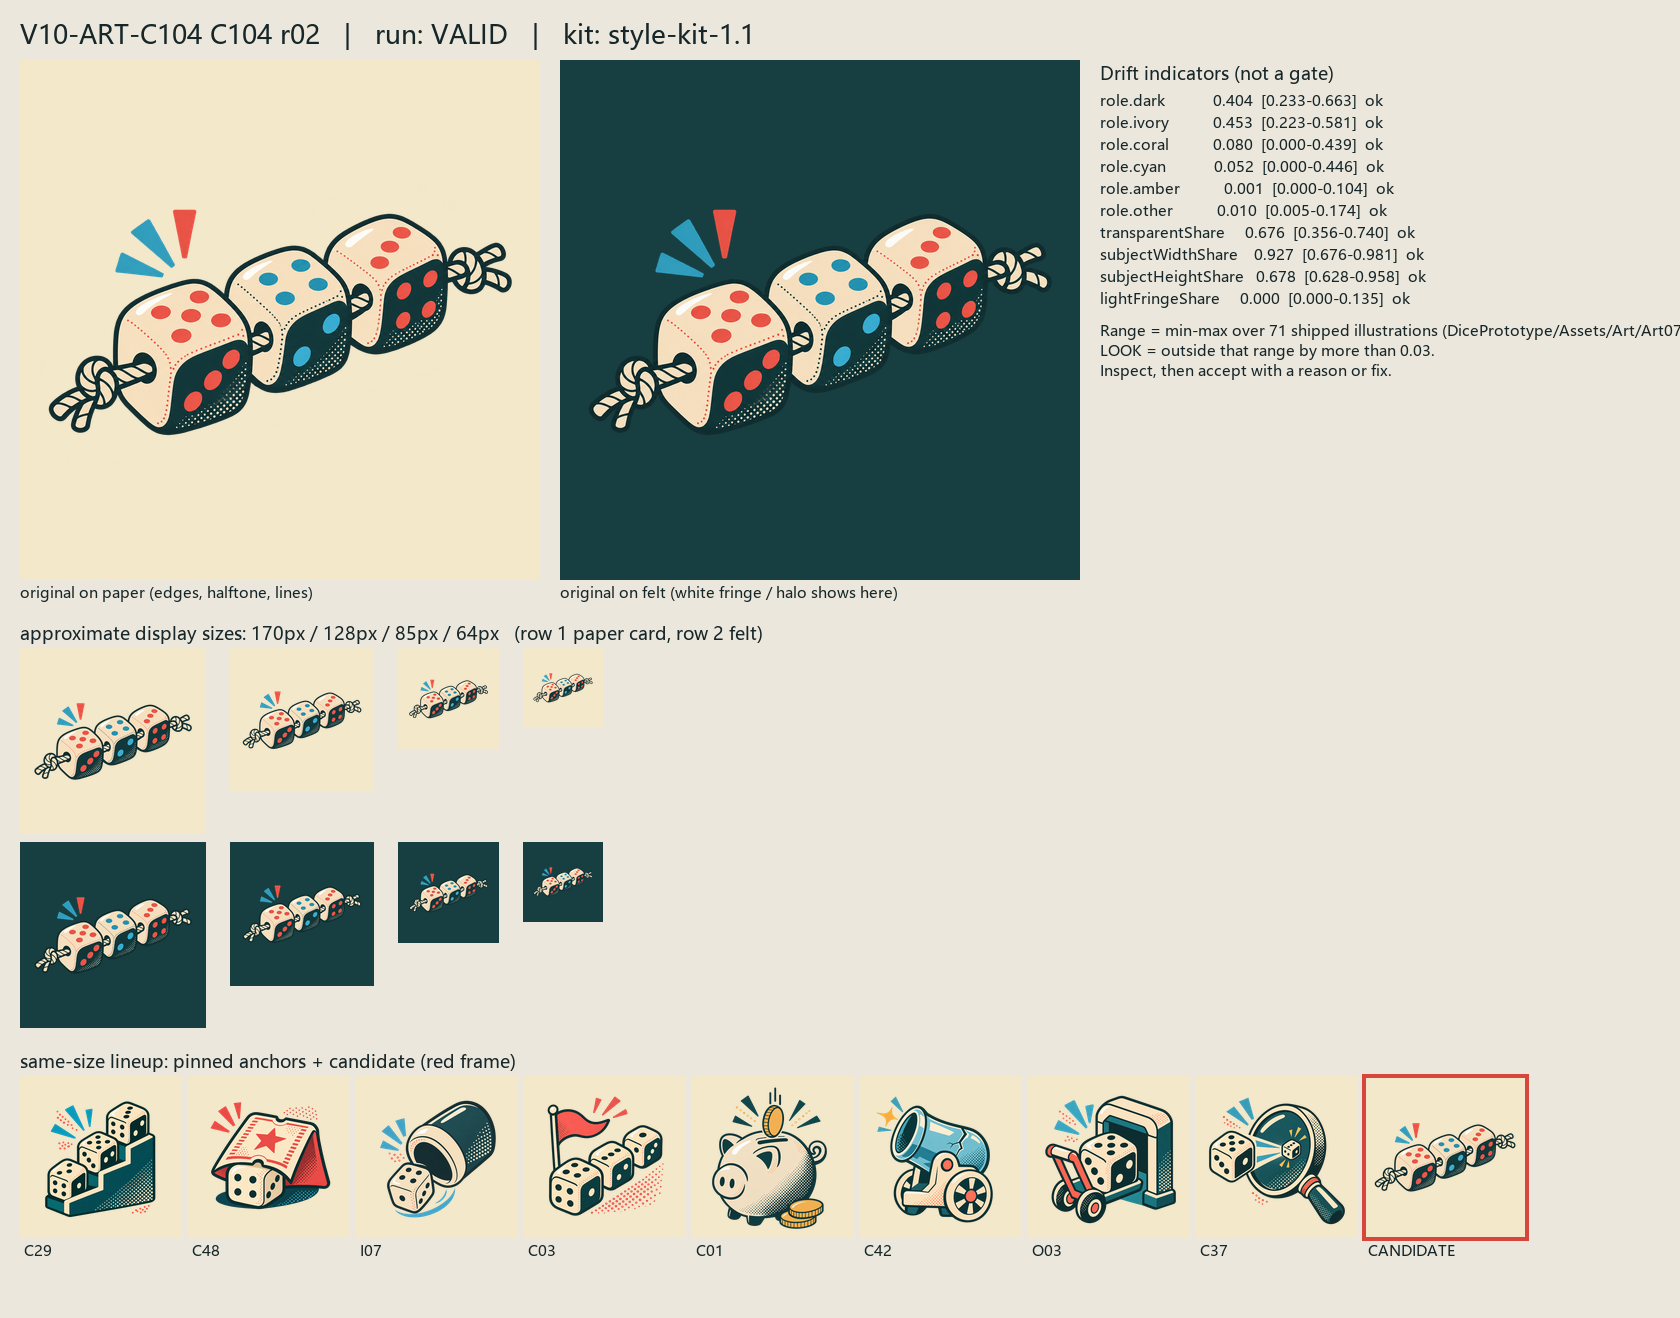 V10-ART-C104 C104 r02 | run: VALID | kit: style-kit-1.1
Drift indicators (not a gate)
role.dark 0.404 [0.233-0.663] ok
role.ivory 0.453 [0.223-0.581] ok
role.coral 0.080 [0.000-0.439] ok
role.cyan 0.052 [0.000-0.446] ok
role.amber 0.001 [0.000-0.104] ok
role.other 0.010 [0.005-0.174] ok
transparentShare 0.676 [0.356-0.740] ok
subjectWidthShare 0.927 [0.676-0.981] ok
subjectHeightShare 0.678 [0.628-0.958] ok
lightFringeShare 0.000 [0.000-0.135] ok
Range = min-max over 71 shipped illustrations (DicePrototype/Assets/Art/Art07
LOOK = outside that range by more than 0.03.
Inspect, then accept with a reason or fix.
original on paper (edges, halftone, lines)
original on felt (white fringe / halo shows here)
approximate display sizes: 170px / 128px / 85px / 64px (row 1 paper card, row 2 felt)
same-size lineup: pinned anchors + candidate (red frame)
C29 C48 I07 C03 C01 C42 O03 C37 CANDIDATE